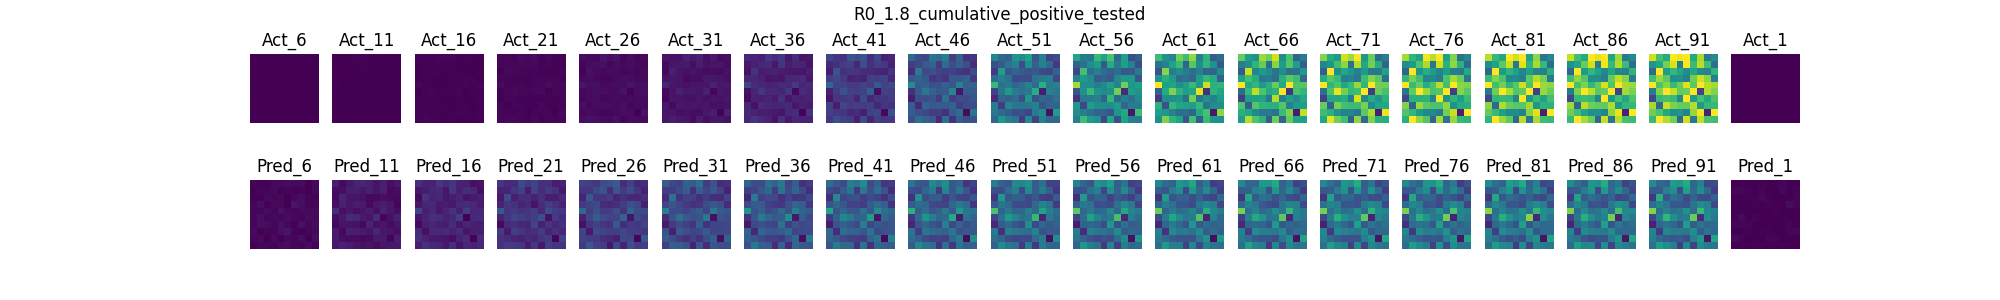 R0_1.8_cumulative_positive_tested
Act_6 Act_11 Act_16 Act_21 Act_26 Act_31 Act_36 Act_41 Act_46 Act_51 Act_56 Act_61 Act_66 Act_71 Act_76 Act_81 Act_86 Act_91 Act_1
Pred_6 Pred_11 Pred_16 Pred_21 Pred_26 Pred_31 Pred_36 Pred_41 Pred_46 Pred_51 Pred_56 Pred_61 Pred_66 Pred_71 Pred_76 Pred_81 Pred_86 Pred_91 Pred_1